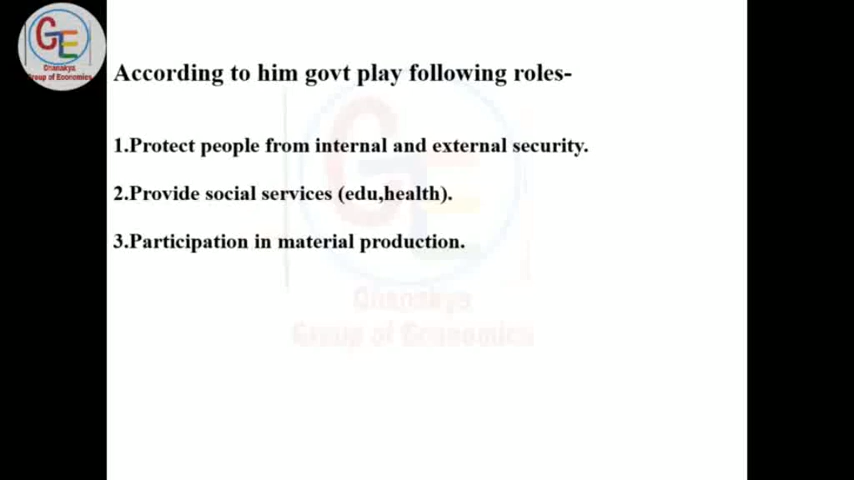 GE
Chanakya
Group of Economics
According to him govt play following roles-
1.Protect people from internal and external security.
2.Provide social services (edu,health).
3.Participation in material production.
Chanakya
Group of Economics